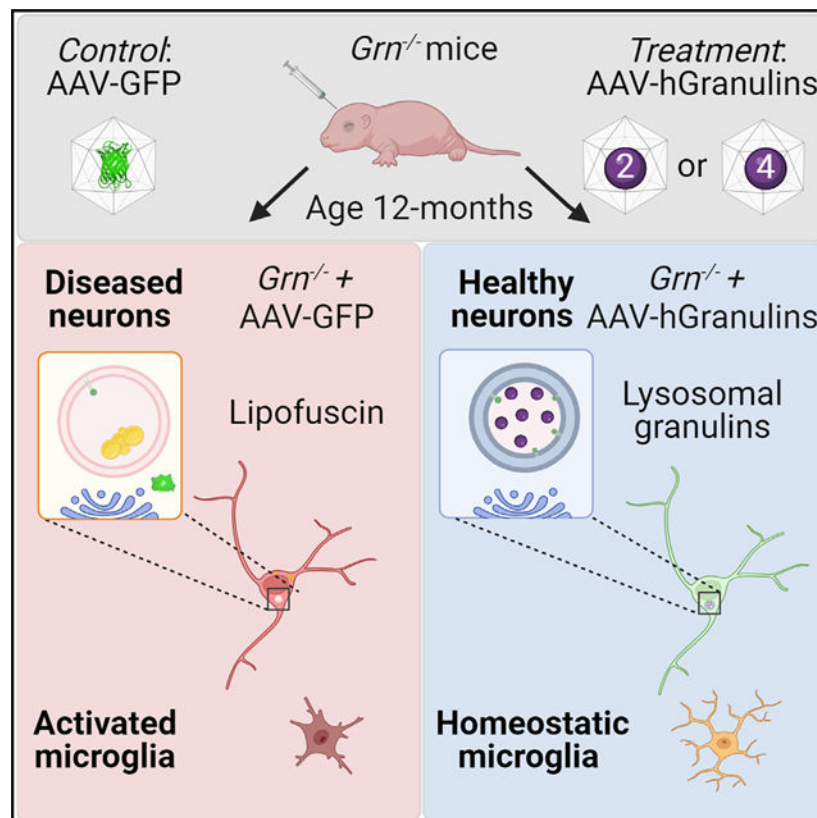 Control:
AAV-GFP
Grn-/- mice
Treatment:
AAV-hGranulins
2 or 4
Age 12-months
Diseased
neurons
Grn-/- +
AAV-GFP
Lipofuscin
Activated
microglia
Healthy
neurons
Grn-/- +
AAV-hGranulins
Lysosomal
granulins
Homeostatic
microglia